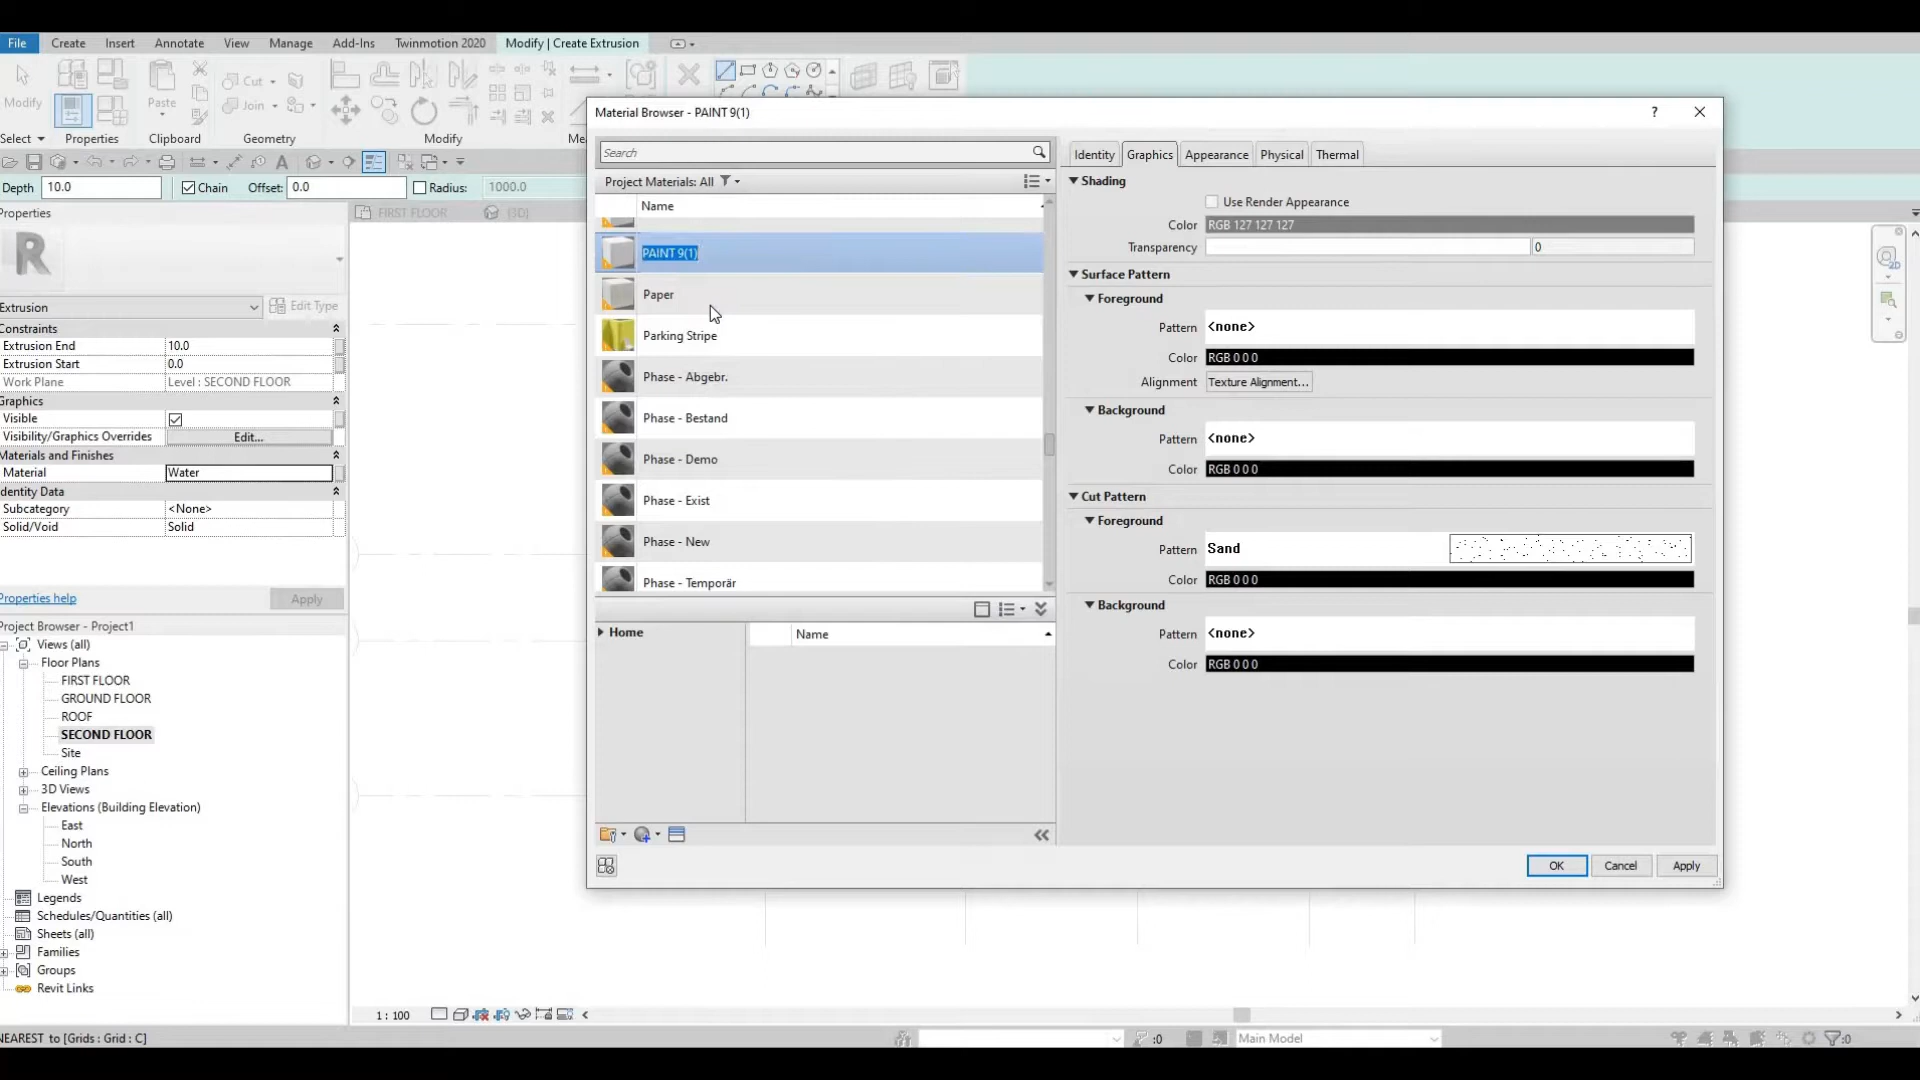 File Create Insert Annotate View Manage Add-Ins Twinmotion 2020 Modify | Create Extrusion
Modify Paste Cut Join
Select Properties Clipboard Geometry Modify
Depth 10.0 Chain Offset: 0.0 Radius: 1000.0
Properties
FIRST FLOOR {3D}
R
Extrusion Edit Type
Constraints
Extrusion End 10.0
Extrusion Start 0.0
Work Plane Level : SECOND FLOOR
Graphics
Visible
Visibility/Graphics Overrides Edit...
Materials and Finishes
Material Water
Identity Data
Subcategory <None>
Solid/Void Solid
Properties help Apply
Project Browser - Project1
Views (all)
Floor Plans
FIRST FLOOR
GROUND FLOOR
ROOF
SECOND FLOOR
Site
Ceiling Plans
3D Views
Elevations (Building Elevation)
East
North
South
West
Legends
Schedules/Quantities (all)
Sheets (all)
Families
Groups
Revit Links
Material Browser - PAINT 9(1) ?
Search
Project Materials: All
Name
PAINT 9(1)
Paper
Parking Stripe
Phase - Abgebr.
Phase - Bestand
Phase - Demo
Phase - Exist
Phase - New
Phase - Temporär
Home Name
Identity Graphics Appearance Physical Thermal
Shading
Use Render Appearance
Color RGB 127 127 127
Transparency 0
Surface Pattern
Foreground
Pattern <none>
Color RGB 0 0 0
Alignment Texture Alignment...
Background
Pattern <none>
Color RGB 0 0 0
Cut Pattern
Foreground
Pattern Sand
Color RGB 0 0 0
Background
Pattern <none>
Color RGB 0 0 0
OK Cancel Apply
2D
1 : 100
NEAREST to [Grids : Grid : C] :0 Main Model :0